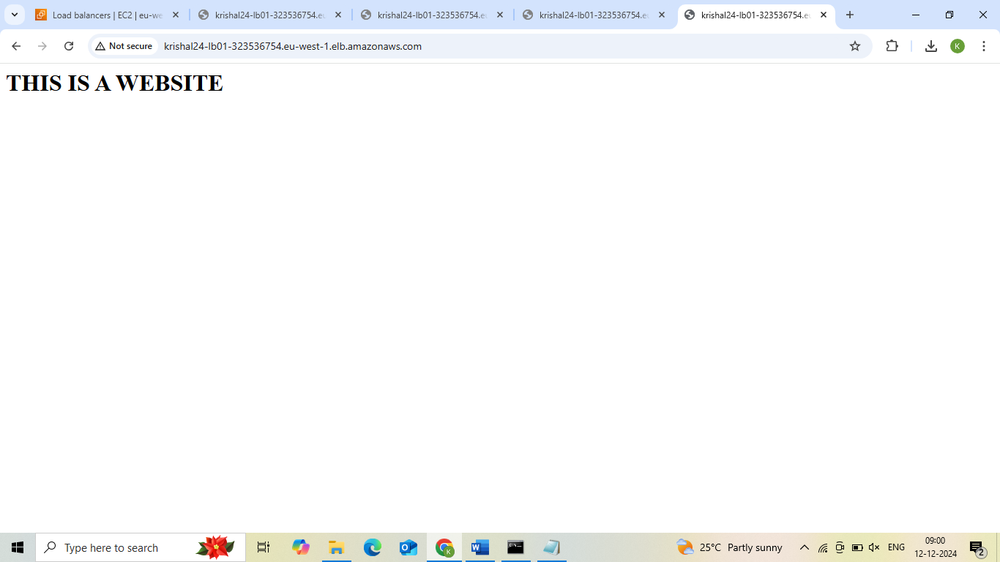 Load balancers | EC2 | eu-we
krishal24-lb01-323536754.eu
krishal24-lb01-323536754.eu
krishal24-lb01-323536754.eu
krishal24-lb01-323536754.eu
Not secure
krishal24-lb01-323536754.eu-west-1.elb.amazonaws.com
K
THIS IS A WEBSITE
Type here to search
K
25°C Partly sunny
ENG
09:00
12-12-2024
2